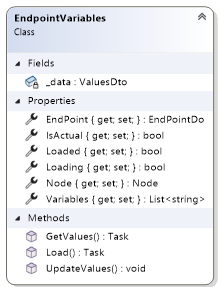 EndpointVariables
Class
Fields
_data : ValuesDto
Properties
EndPoint { get; set; } : EndPointDo
IsActual { get; set; } : bool
Loaded { get; set; } : bool
Loading { get; set; } : bool
Node { get; set; } : Node
Variables { get; set; } : List<string>
Methods
GetValues() : Task
Load() : Task
UpdateValues() : void